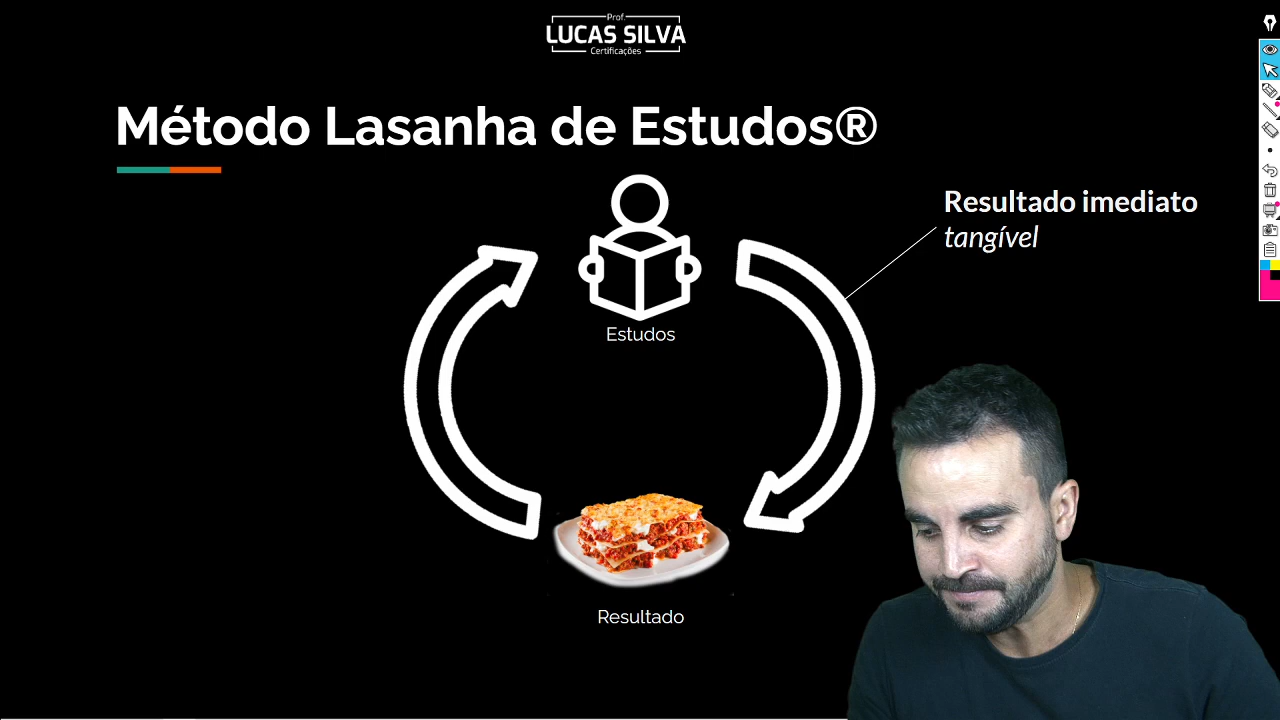 Prof.
LUCAS SILVA
Certificações
Método Lasanha de Estudos®
Resultado imediato
tangível
Estudos
Resultado